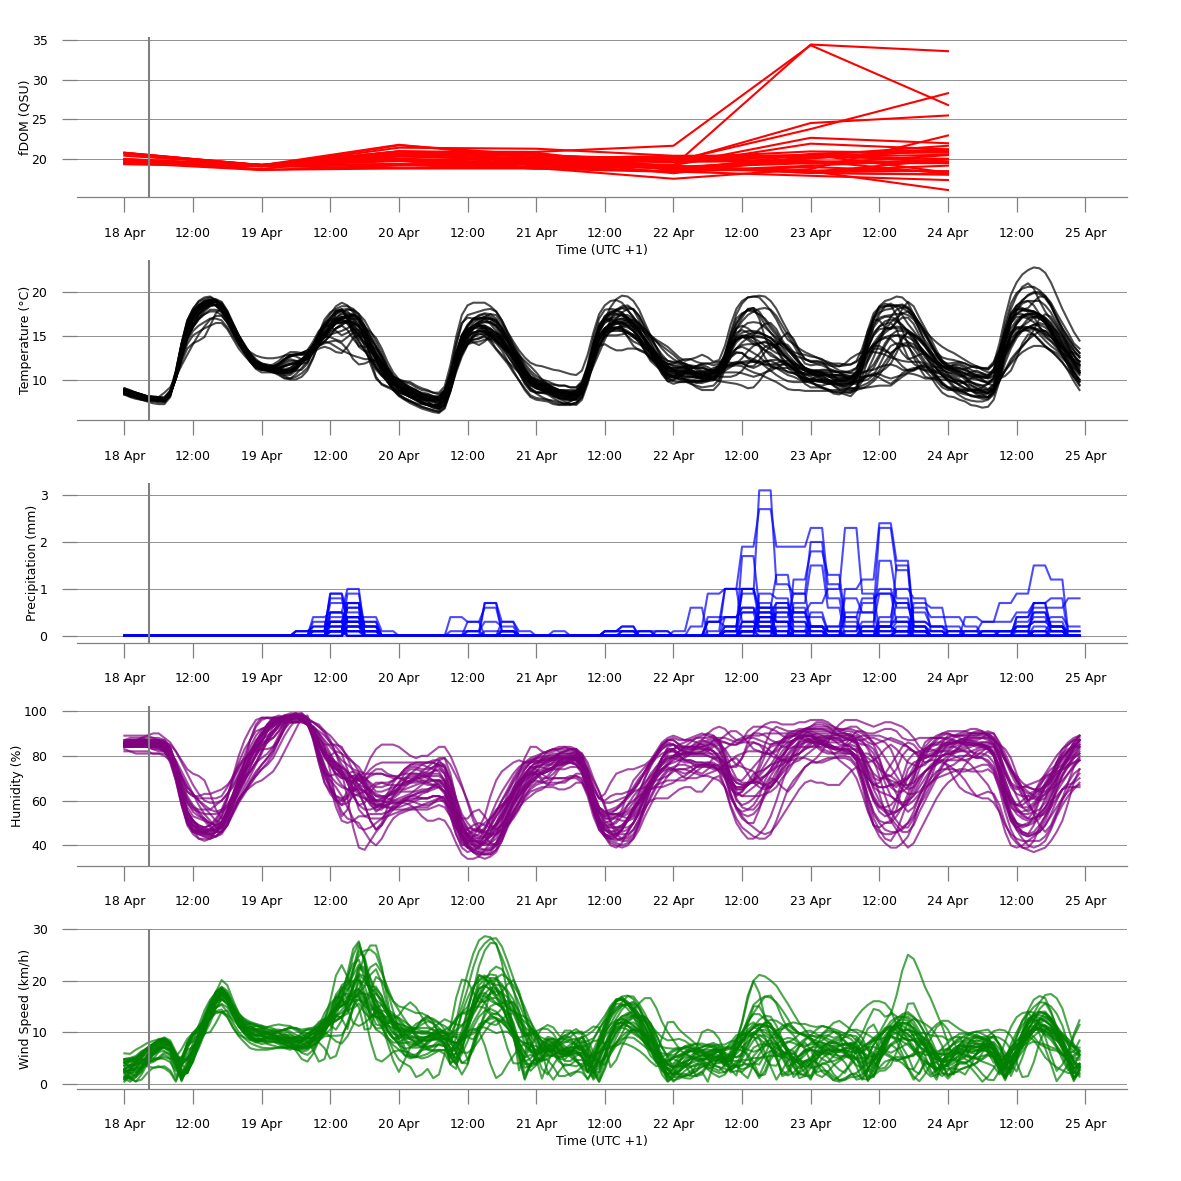 35
30
25
20
fDOM (QSU)
18 Apr 12:00 19 Apr 12:00 20 Apr 12:00 21 Apr 12:00 22 Apr 12:00 23 Apr 12:00 24 Apr 12:00 25 Apr
Time (UTC +1)
20
15
10
Temperature (°C)
18 Apr 12:00 19 Apr 12:00 20 Apr 12:00 21 Apr 12:00 22 Apr 12:00 23 Apr 12:00 24 Apr 12:00 25 Apr
3
2
1
0
Precipitation (mm)
18 Apr 12:00 19 Apr 12:00 20 Apr 12:00 21 Apr 12:00 22 Apr 12:00 23 Apr 12:00 24 Apr 12:00 25 Apr
100
80
60
40
Humidity (%)
18 Apr 12:00 19 Apr 12:00 20 Apr 12:00 21 Apr 12:00 22 Apr 12:00 23 Apr 12:00 24 Apr 12:00 25 Apr
30
20
10
0
Wind Speed (km/h)
18 Apr 12:00 19 Apr 12:00 20 Apr 12:00 21 Apr 12:00 22 Apr 12:00 23 Apr 12:00 24 Apr 12:00 25 Apr
Time (UTC +1)